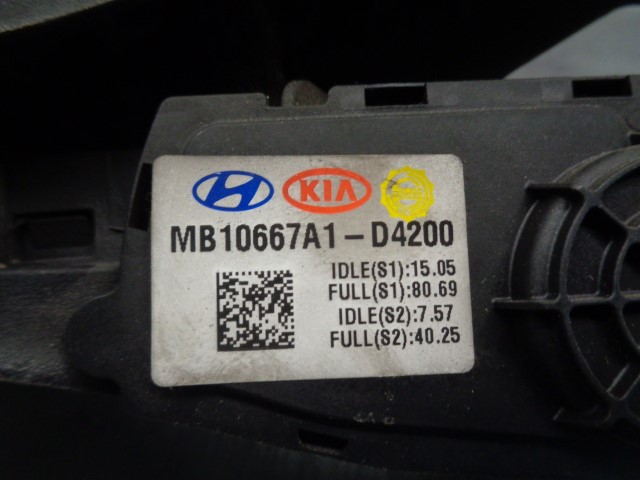 KIA
MB10667A1-D4200
IDLE(S1):15.05
FULL(S1):80.69
IDLE(S2):7.57
FULL(S2):40.25